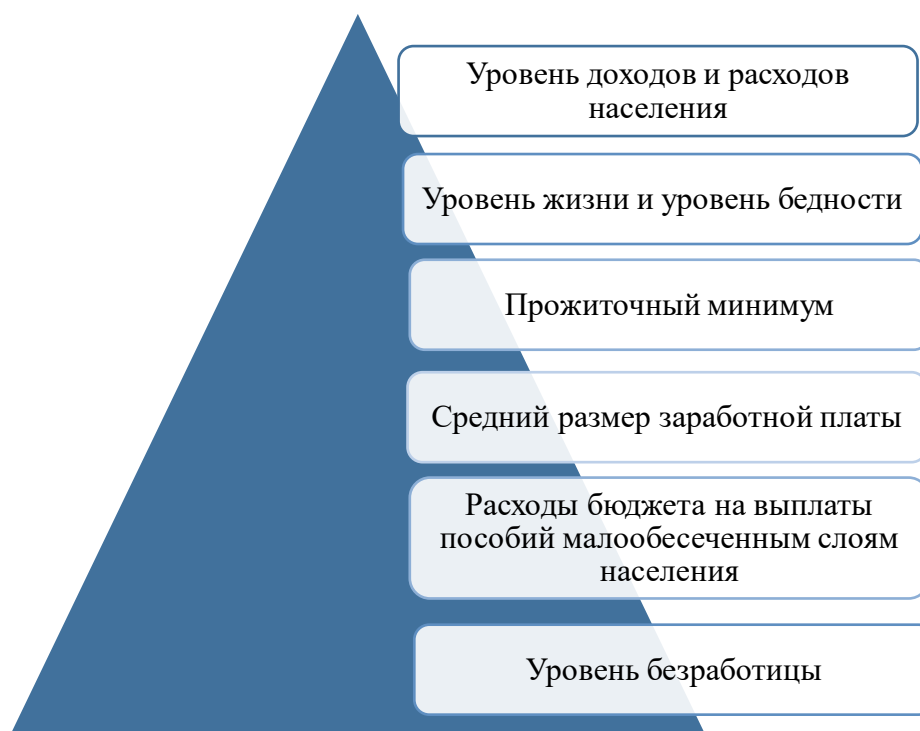 Уровень доходов и расходов
населения
Уровень жизни и уровень бедности
Прожиточный минимум
Средний размер заработной платы
Расходы бюджета на выплаты
пособий малообесеченным слоям
населения
Уровень безработицы